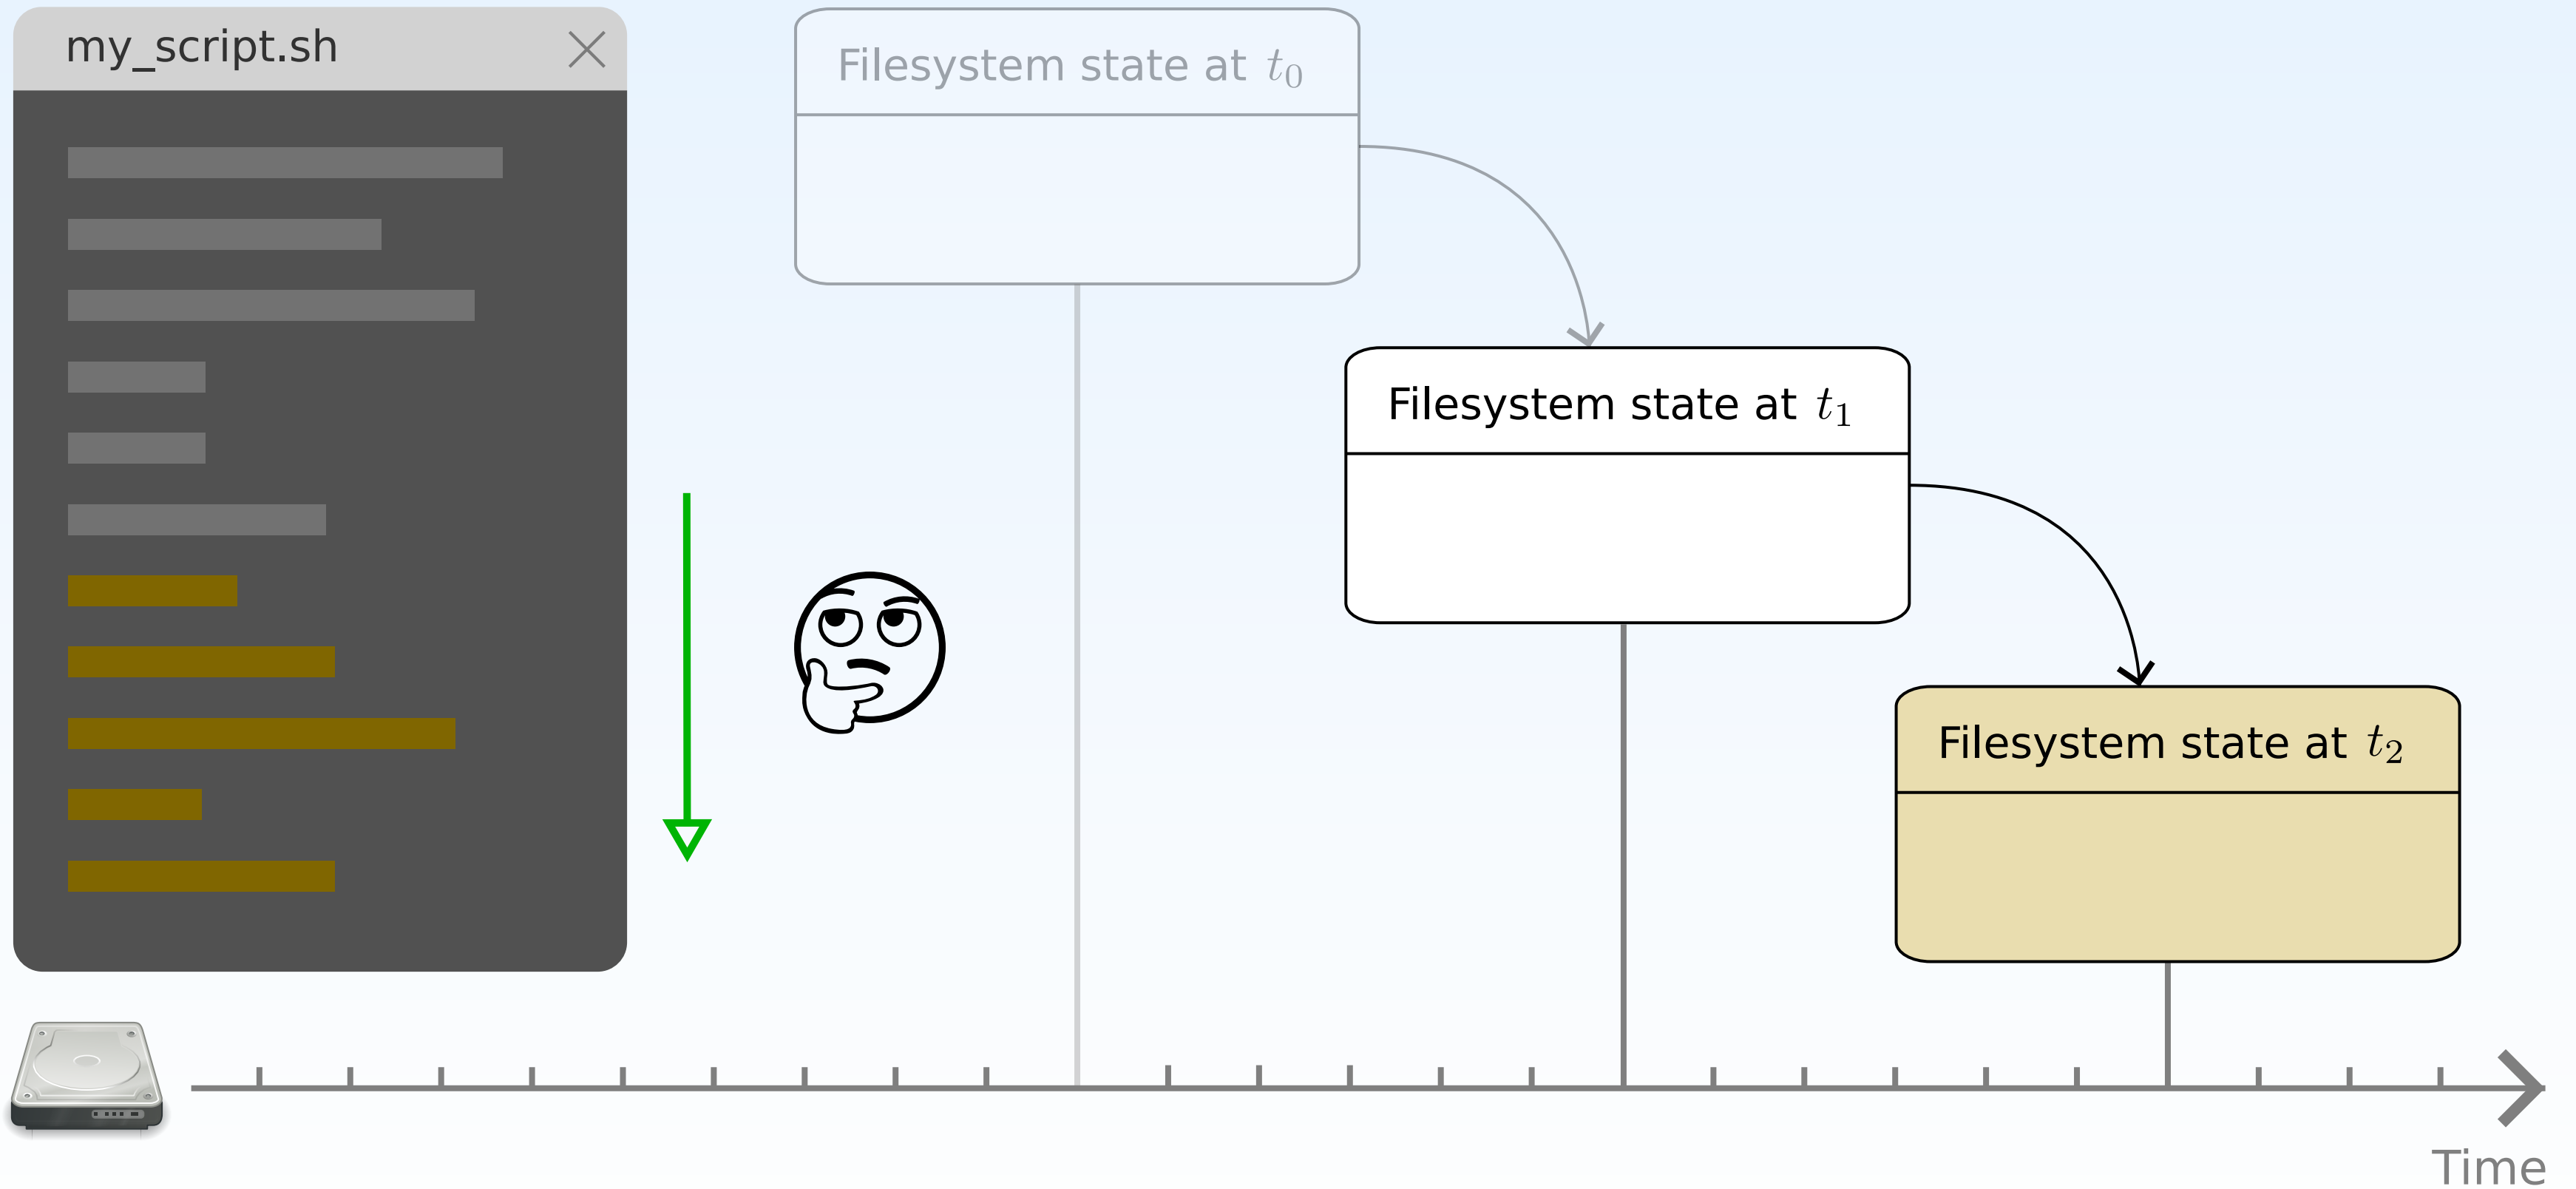 my_script.sh
Filesystem state at t₀
Filesystem state at t₁
Filesystem state at t₂
Time